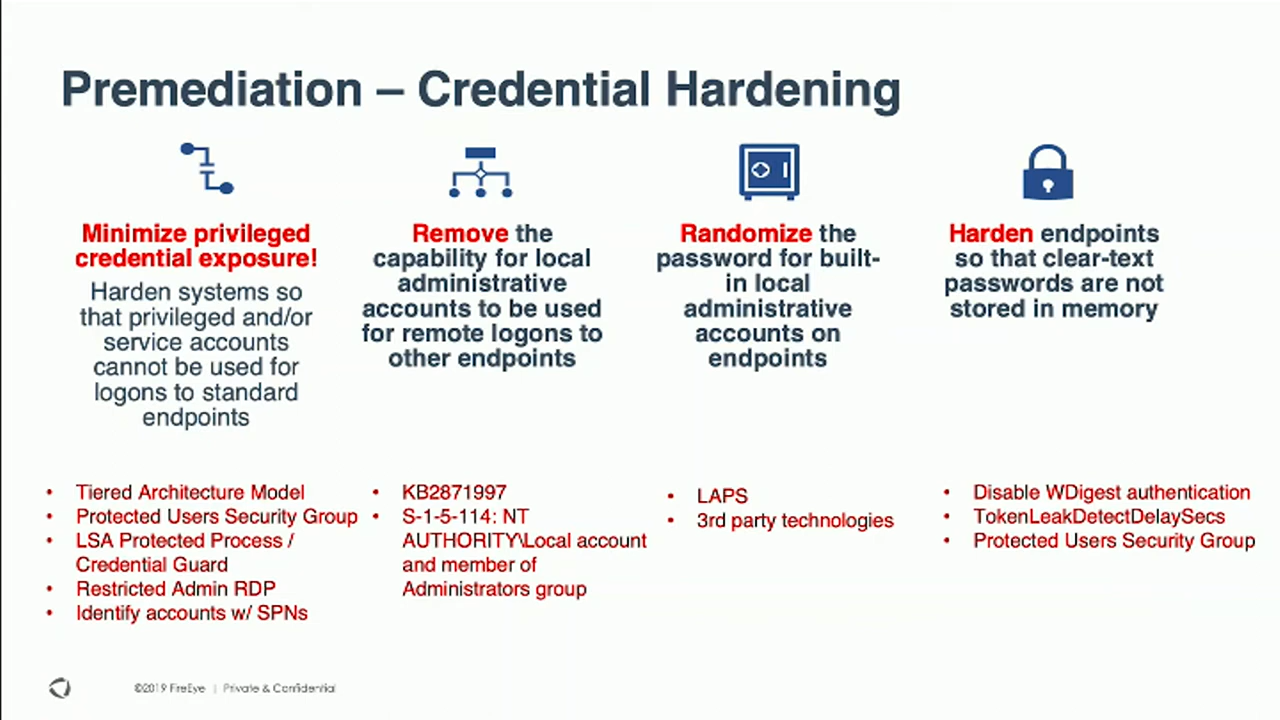 Premediation – Credential Hardening
Minimize privileged
credential exposure!
Harden systems so
that privileged and/or
service accounts
cannot be used for
logons to standard
endpoints
Remove the
capability for local
administrative
accounts to be used
for remote logons to
other endpoints
Randomize the
password for built-
in local
administrative
accounts on
endpoints
Harden endpoints
so that clear-text
passwords are not
stored in memory
• Tiered Architecture Model
• Protected Users Security Group
• LSA Protected Process /
Credential Guard
• Restricted Admin RDP
• Identify accounts w/ SPNs
• KB2871997
• S-1-5-114: NT
AUTHORITY\Local account
and member of
Administrators group
• LAPS
• 3rd party technologies
• Disable WDigest authentication
• TokenLeakDetectDelaySecs
• Protected Users Security Group
©2019 FireEye | Private & Confidential